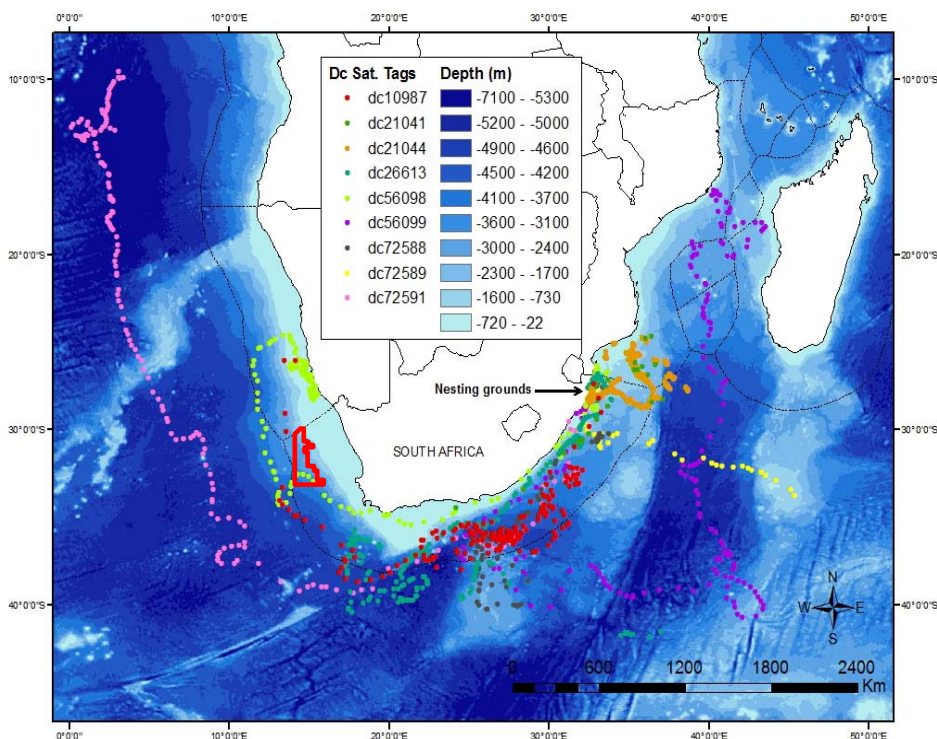 0°0'0" 10°0'0"E 20°0'0"E 30°0'0"E 40°0'0"E 50°0'0"E
10°0'0"S 10°0'0"S
Dc Sat. Tags Depth (m)
dc10987 -7100 - -5300
dc21041 -5200 - -5000
dc21044 -4900 - -4600
dc26613 -4500 - -4200
dc56098 -4100 - -3700
dc56099 -3600 - -3100
dc72588 -3000 - -2400
dc72589 -2300 - -1700
dc72591 -1600 - -730
-720 - -22
20°0'0"S 20°0'0"S
Nesting grounds
30°0'0"S 30°0'0"S
SOUTH AFRICA
40°0'0"S 40°0'0"S
N
W E
S
0 600 1200 1800 2400
Km
0°0'0" 10°0'0"E 20°0'0"E 30°0'0"E 40°0'0"E 50°0'0"E